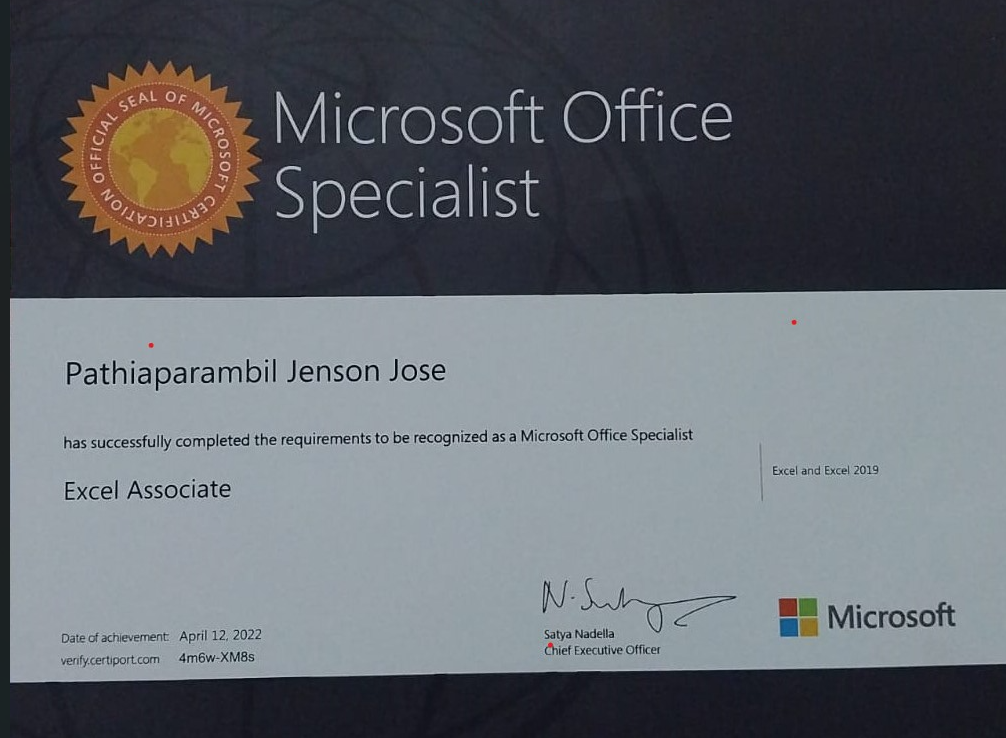 OFFICIAL SEAL OF MICROSOFT CERTIFICATION
Microsoft Office
Specialist
Pathiaparambil Jenson Jose
has successfully completed the requirements to be recognized as a Microsoft Office Specialist
Excel and Excel 2019
Excel Associate
Satya Nadella
Chief Executive Officer
Microsoft
Date of achievement: April 12, 2022
verify.certiport.com 4m6w-XM8s